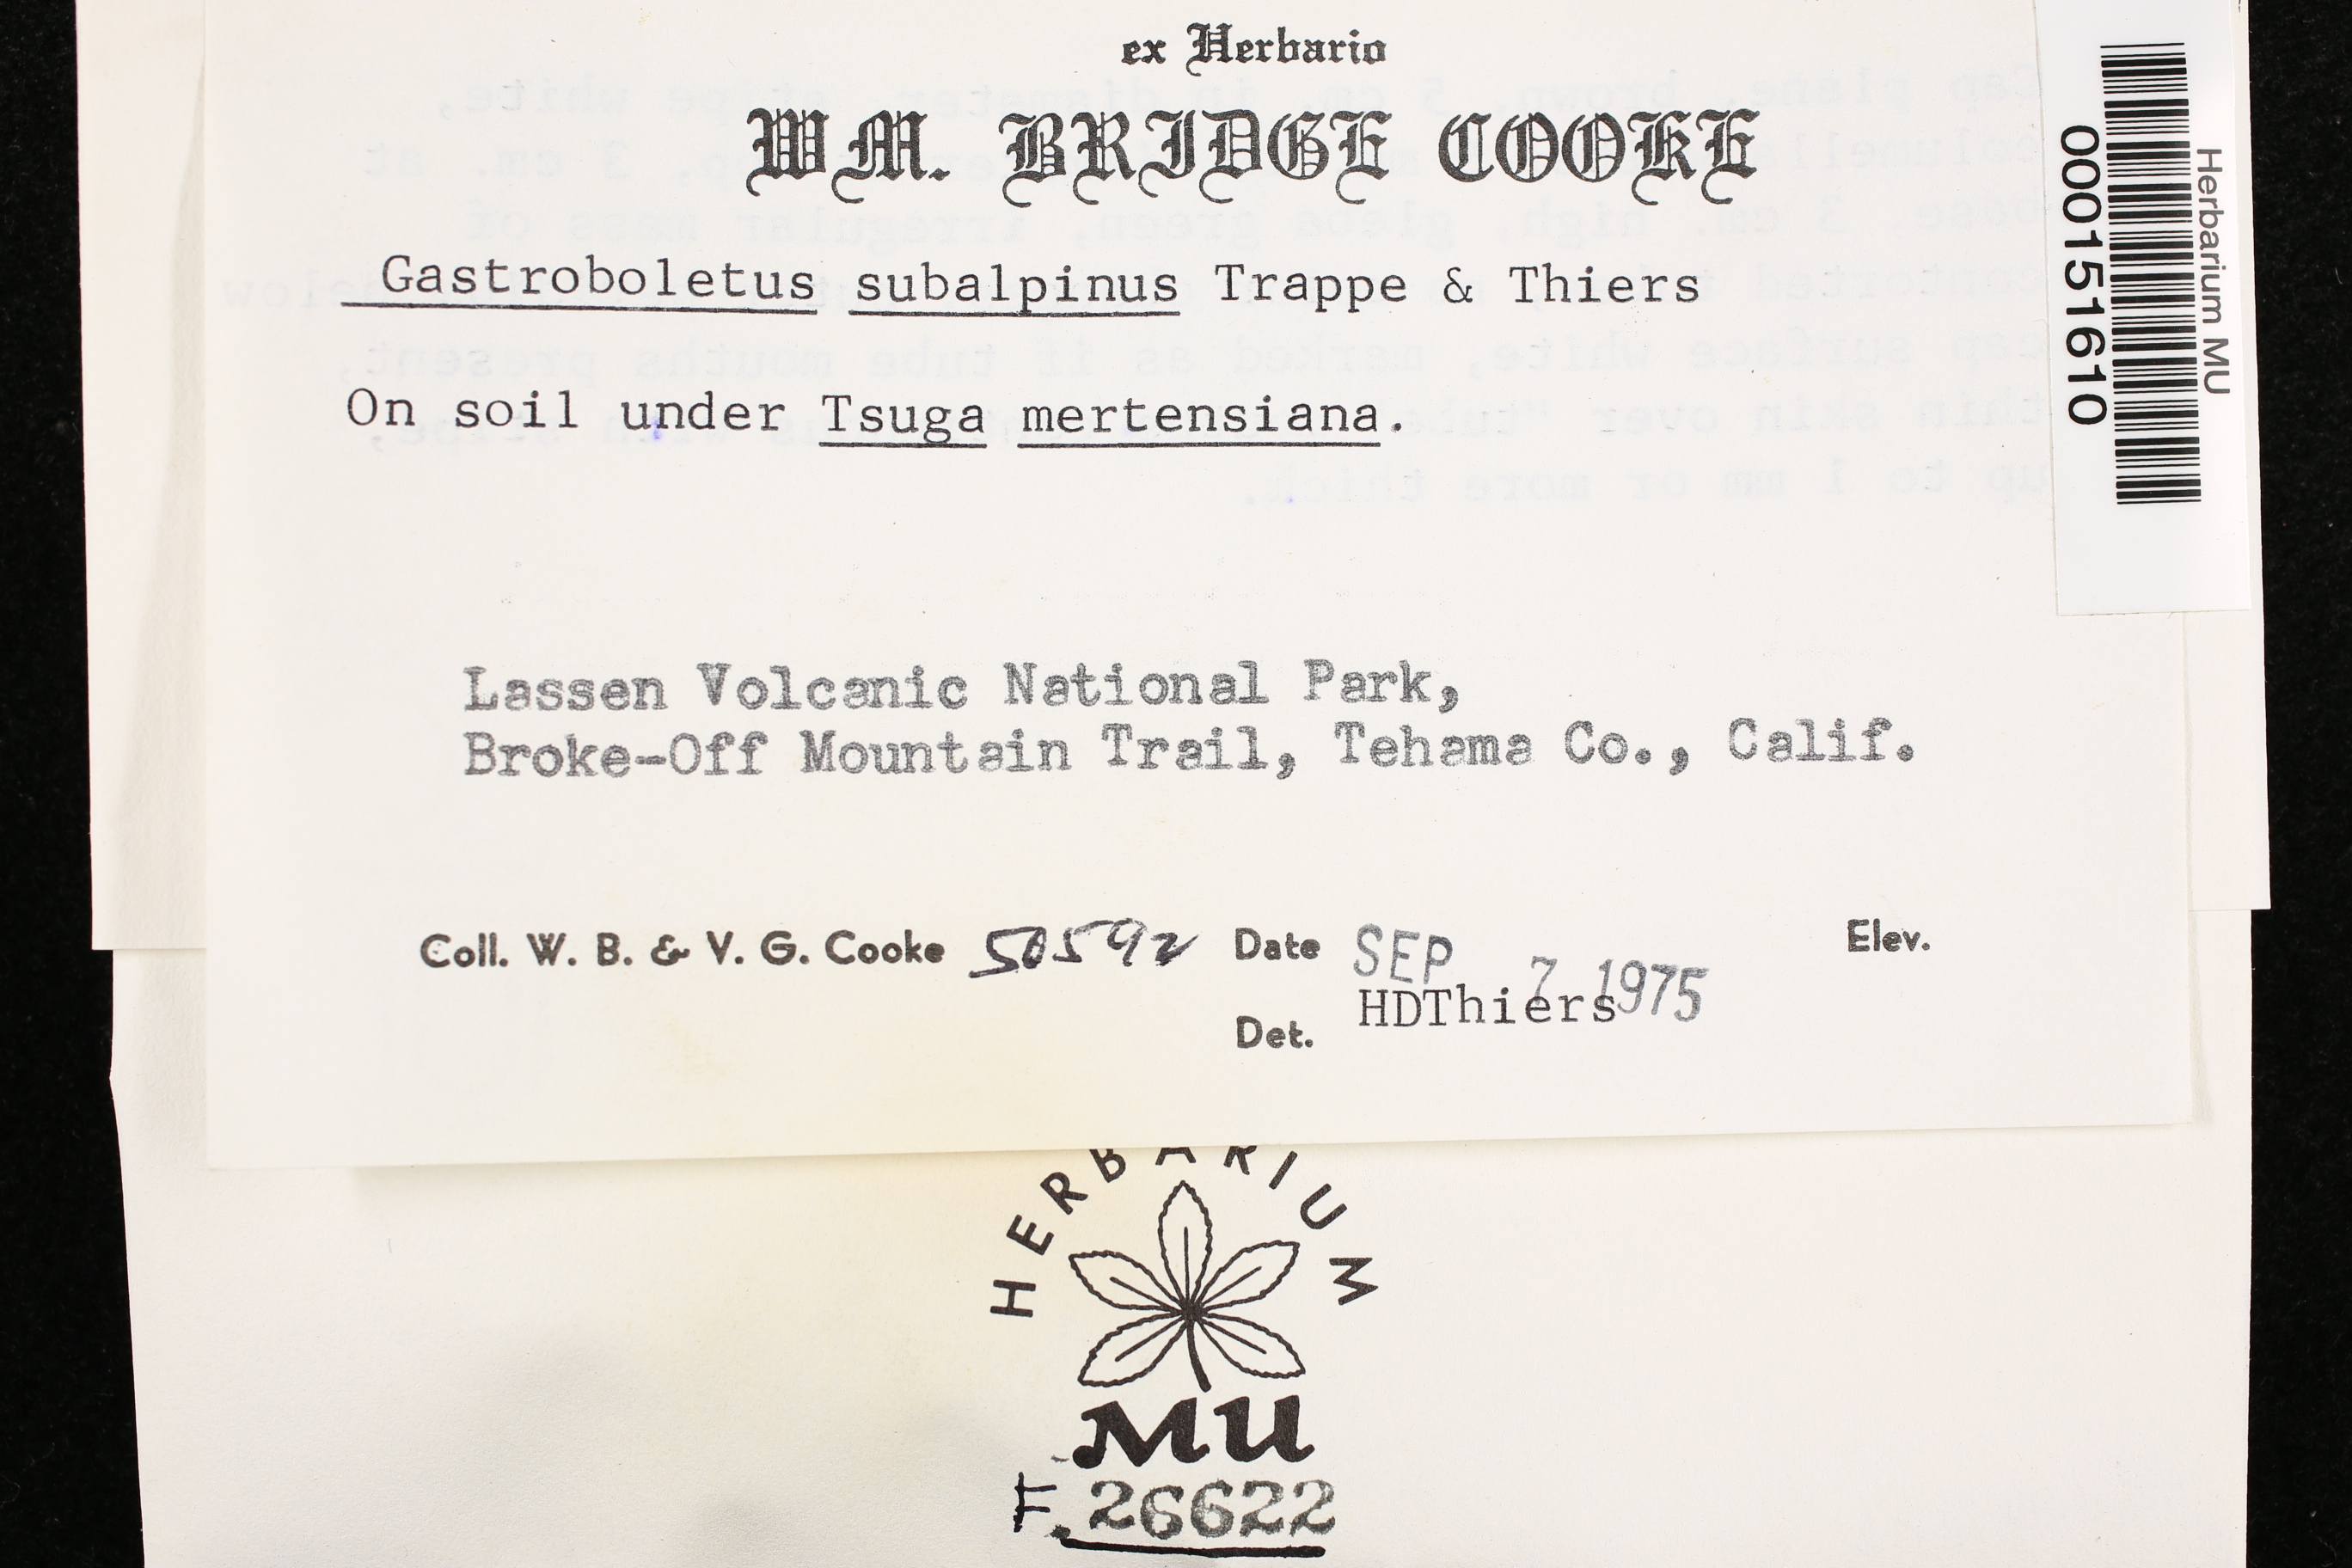 ex Herbario
WM. BRIDGE COOKE
Gastroboletus subalpinus Trappe & Thiers
On soil under Tsuga mertensiana.
Lassen Volcanic National Park,
Broke-Off Mountain Trail, Tehama Co., Calif.
Coll. W. B. & V. G. Cooke 50592 Date SEP 7 1975 Elev.
Det. HDThiers
Herbarium MU
000151610
HERBARIUM
MU
F. 26622